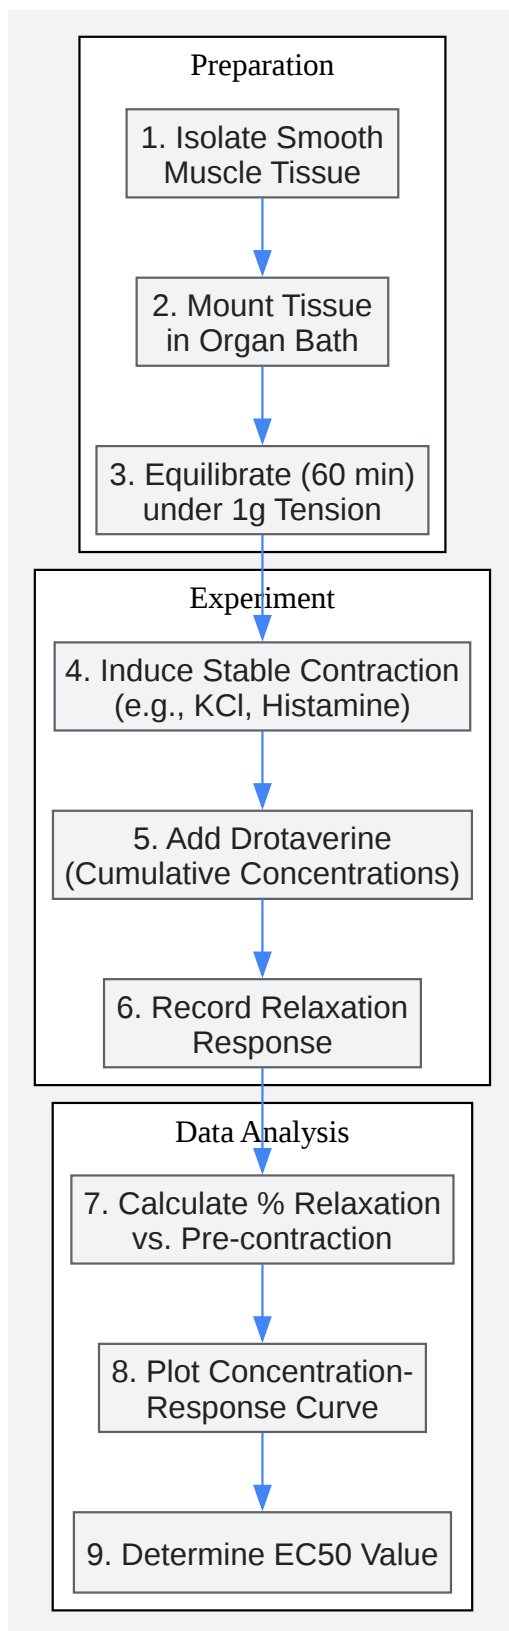 Preparation
1. Isolate Smooth
Muscle Tissue
2. Mount Tissue
in Organ Bath
3. Equilibrate (60 min)
under 1g Tension
Experiment
4. Induce Stable Contraction
(e.g., KCl, Histamine)
5. Add Drotaverine
(Cumulative Concentrations)
6. Record Relaxation
Response
Data Analysis
7. Calculate % Relaxation
vs. Pre-contraction
8. Plot Concentration-
Response Curve
9. Determine EC50 Value